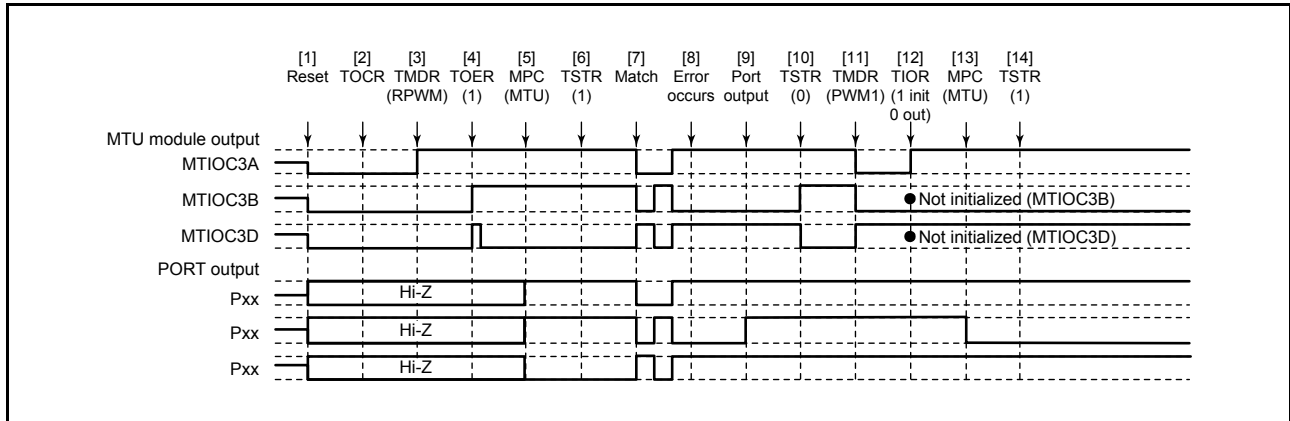 [1] [2] [3] [4] [5] [6] [7] [8] [9] [10] [11] [12] [13] [14]
Reset TOCR TMDR TOER MPC TSTR Match Error Port TSTR TMDR TIOR MPC TSTR
(RPWM) (1) (MTU) (1) occurs output (0) (PWM1) (1 init (MTU) (1)
0 out)
MTU module output
MTIOC3A
MTIOC3B Not initialized (MTIOC3B)
MTIOC3D Not initialized (MTIOC3D)
PORT output
Pxx Hi-Z
Pxx Hi-Z
Pxx Hi-Z